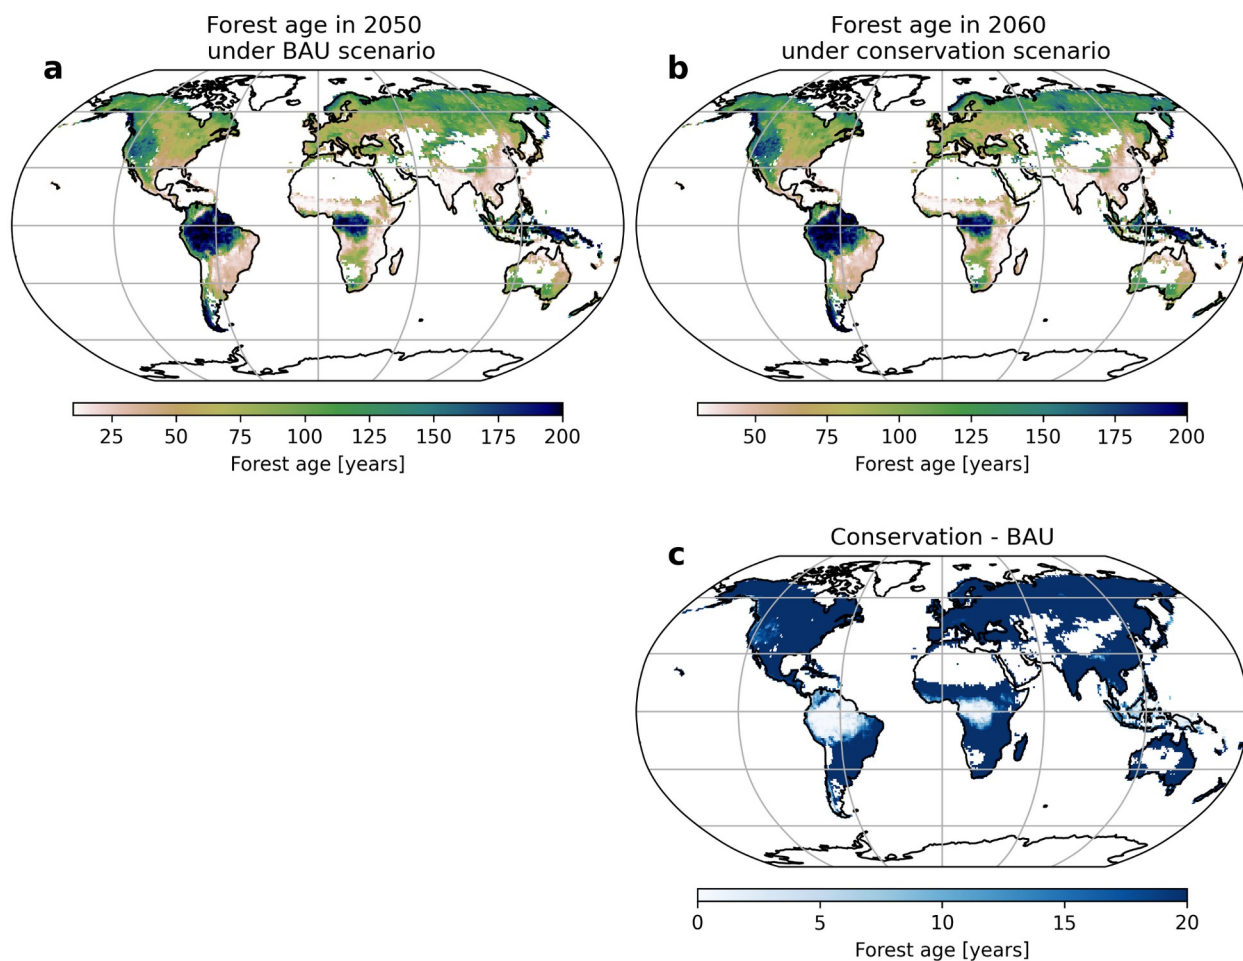 Forest age in 2050
under BAU scenario
a
25 50 75 100 125 150 175 200
Forest age [years]
Forest age in 2060
under conservation scenario
b
50 75 100 125 150 175 200
Forest age [years]
Conservation - BAU
c
0 5 10 15 20
Forest age [years]